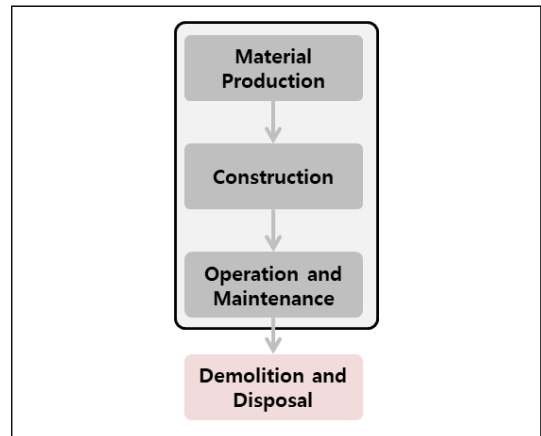 Material
Production
Construction
Operation and
Maintenance
Demolition and
Disposal